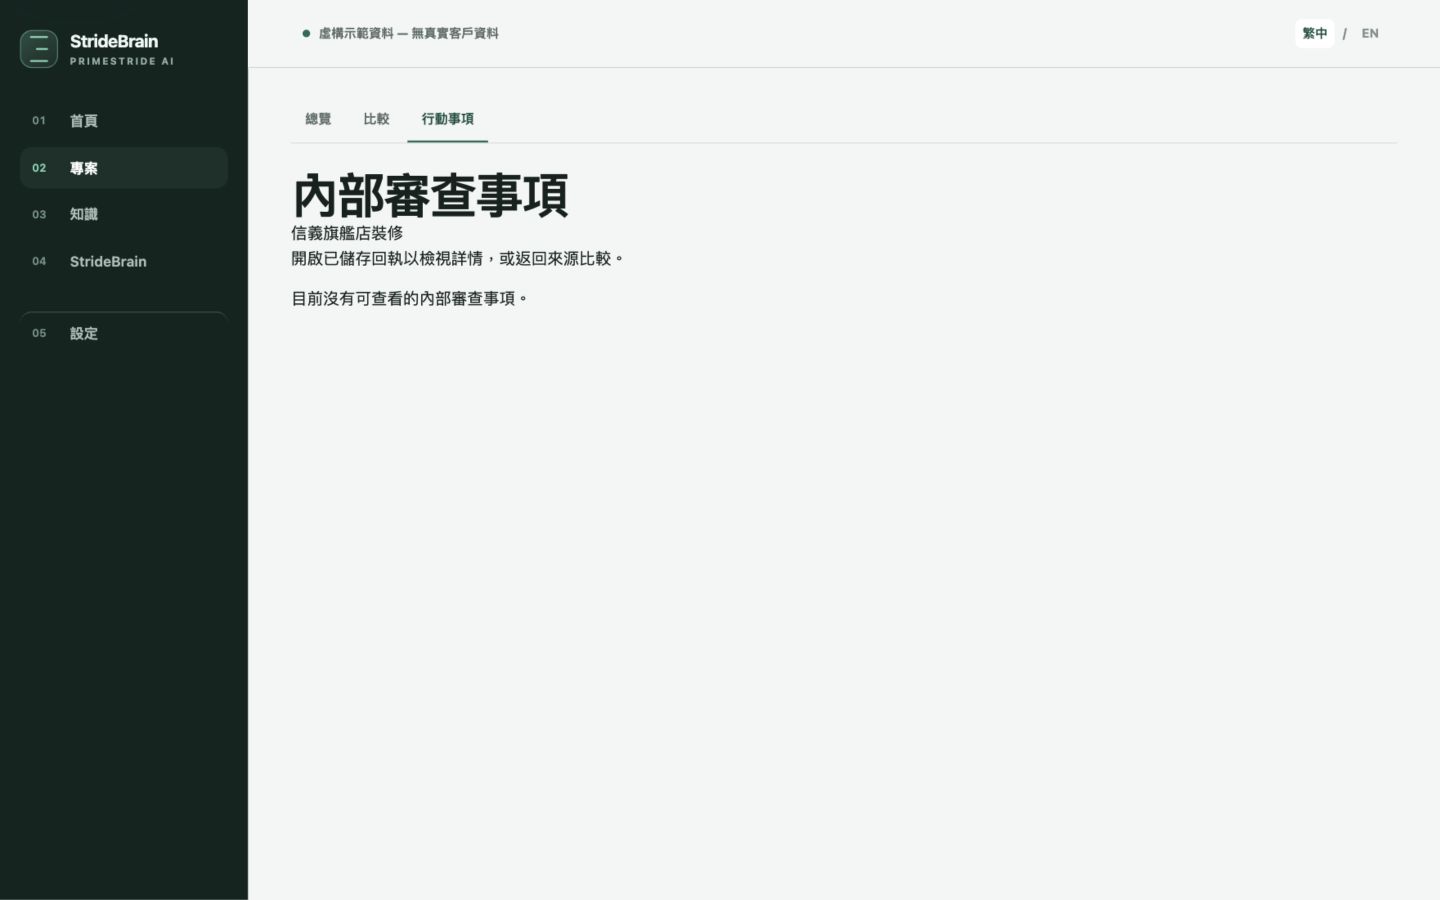 StrideBrain
PRIMESTRIDE AI
01 首頁
02 專案
03 知識
04 StrideBrain
05 設定
虛構示範資料 — 無真實客戶資料
繁中 / EN
總覽 比較 行動事項
內部審查事項
信義旗艦店裝修
開啟已儲存回執以檢視詳情，或返回來源比較。
目前沒有可查看的內部審查事項。